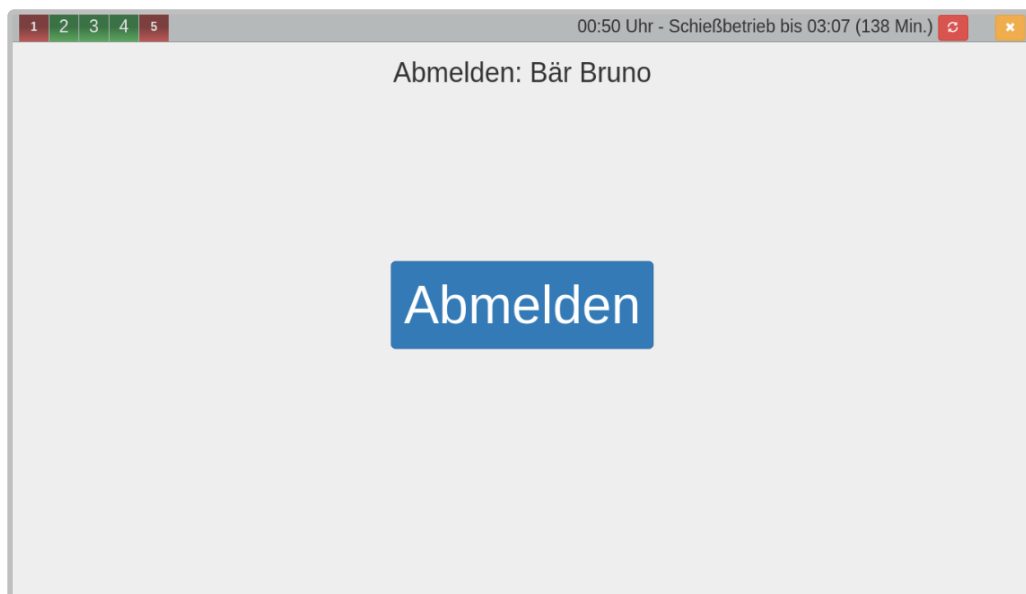 1 2 3 4 5 00:50 Uhr - Schießbetrieb bis 03:07 (138 Min.)
Abmelden: Bär Bruno
Abmelden